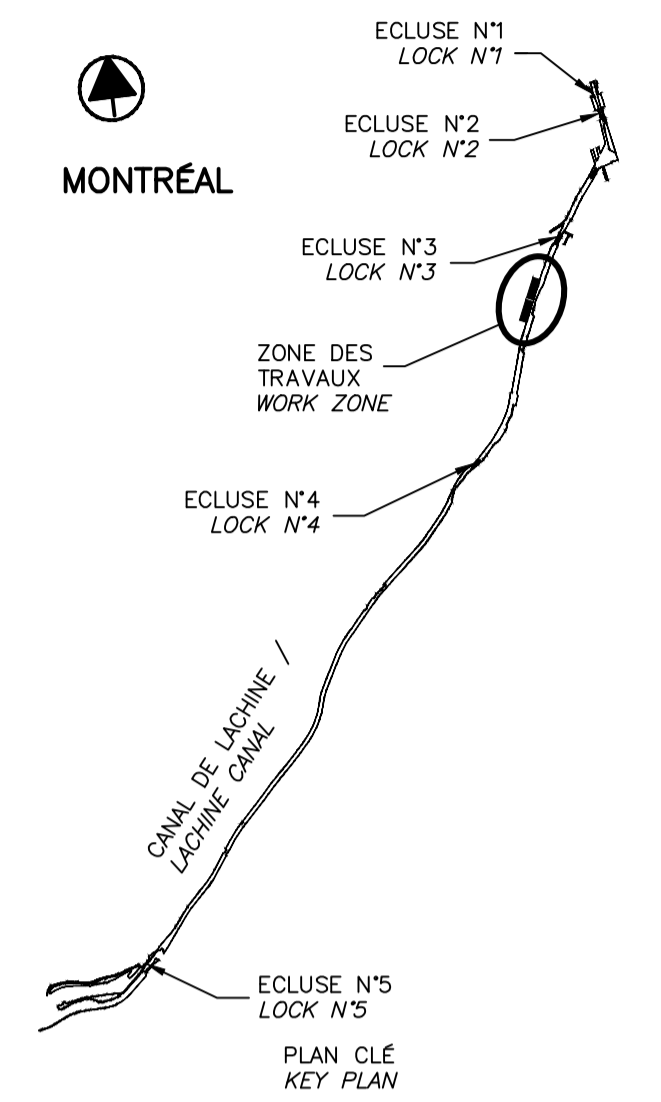 ECLUSE N°1
LOCK N°1
MONTRÉAL
ECLUSE N°2
LOCK N°2
ECLUSE N°3
LOCK N°3
ZONE DES
TRAVAUX
WORK ZONE
ECLUSE N°4
LOCK N°4
CANAL DE LACHINE /
LACHINE CANAL
ECLUSE N°5
LOCK N°5
PLAN CLÉ
KEY PLAN